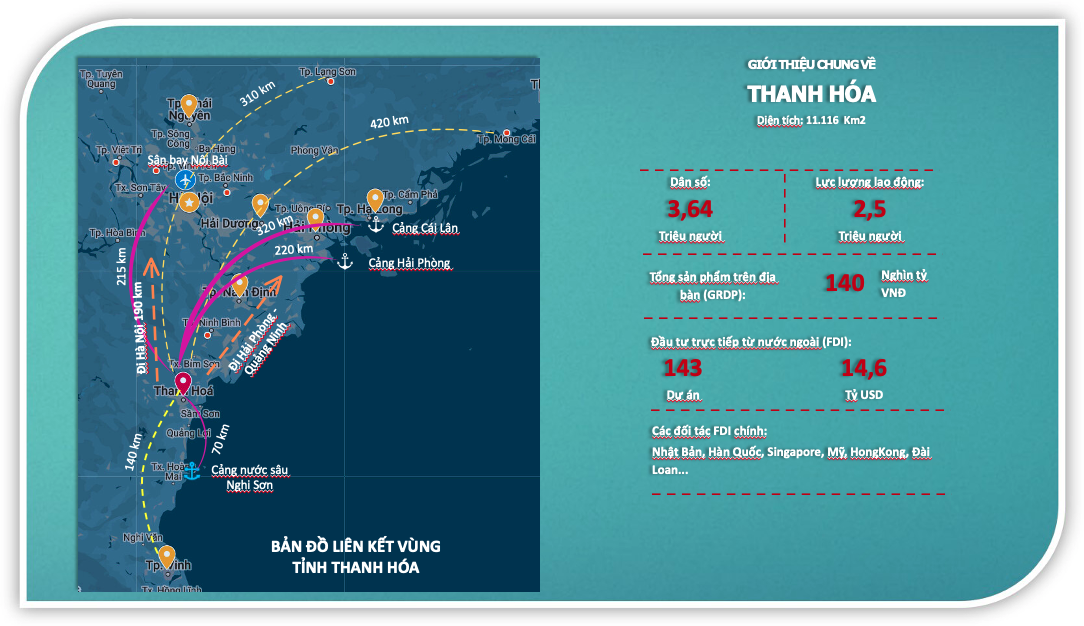 Tp. Tuyên
Quang
Tp. Lạng Sơn
310 km
Tp. Thái
Nguyên
420 km
Tp. Sông
Công
Tp. Móng Cái
Tp. Việt Trì
Bạ Hàng
Phong Vân
Sân bay Nội Bài
Tp. Bắc Ninh
Tx. Sơn Tây
Hà Nội
Tp. Cẩm Phả
Tp. Uông Bí
Tp. Hạ Long
Hải Dương
Hải Phòng
320 km
Cảng Cái Lân
Tp. Hòa Bình
220 km
Cảng Hải Phòng
215 km
Tp. Nam Định
Đi Hà Nội 190 km
Tp. Ninh Bình
Đi Hải Phòng -
Quảng Ninh
Tx. Bỉm Sơn
Thanh Hoá
Sầm Sơn
Quảng Lợi
70 km
140 km
Tx. Hoàng
Mai
Cảng nước sâu
Nghi Sơn
Nghi Văn
Tp. Vinh
Tx. Hồng Lĩnh
BẢN ĐỒ LIÊN KẾT VÙNG
TỈNH THANH HÓA
GIỚI THIỆU CHUNG VỀ
THANH HÓA
Diện tích: 11.116 Km2
Dân số:
3,64
Triệu người
Lực lượng lao động:
2,5
Triệu người
Tổng sản phẩm trên địa
bàn (GRDP):
140
Nghìn tỷ
VNĐ
Đầu tư trực tiếp từ nước ngoài (FDI):
143
Dự án
14,6
Tỷ USD
Các đối tác FDI chính:
Nhật Bản, Hàn Quốc, Singapore, Mỹ, HongKong, Đài
Loan...